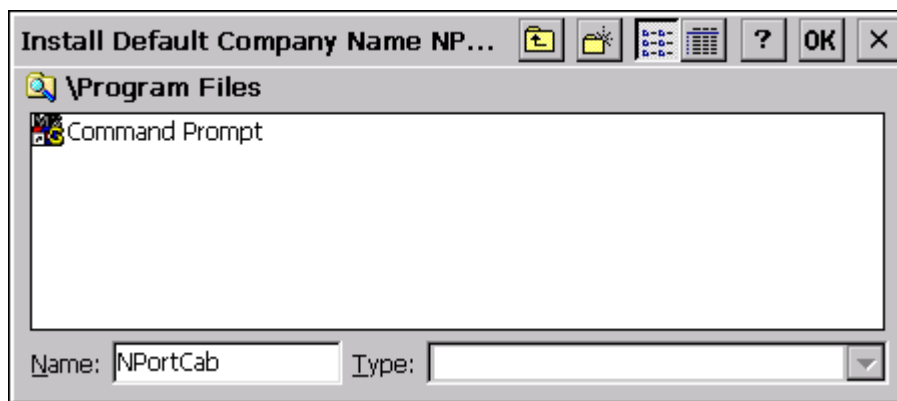 Install Default Company Name NP... ? OK ×
\Program Files
Command Prompt
Name: NPortCab Type: